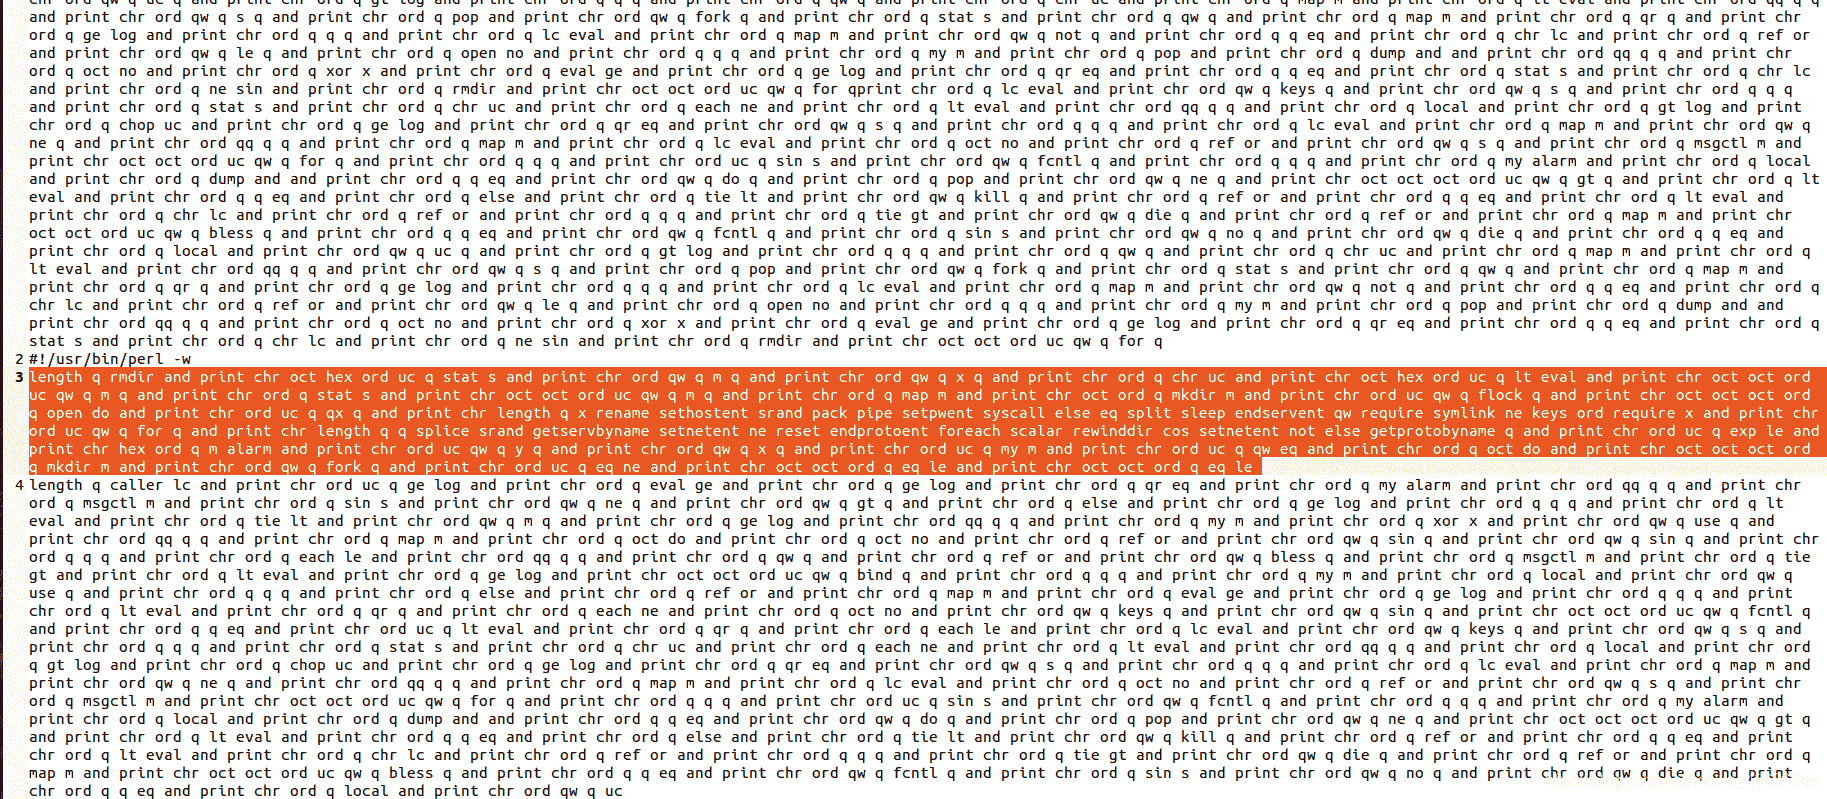 and print chr ord qw q s q and print chr ord q pop and print chr ord qw q fork q and print chr ord q stat s and print chr ord q qw q and print chr ord q map m and print chr ord q qr q and print chr
ord q ge log and print chr ord q q q and print chr ord q lc eval and print chr ord q map m and print chr ord qw q not q and print chr ord q q eq and print chr ord q chr lc and print chr ord q ref or
and print chr ord qw q le q and print chr ord q open no and print chr ord q q q and print chr ord q my m and print chr ord q pop and print chr ord q dump and and print chr ord qq q q and print chr
ord q oct no and print chr ord q xor x and print chr ord q eval ge and print chr ord q ge log and print chr ord q qr eq and print chr ord q q eq and print chr ord q stat s and print chr ord q chr lc
and print chr ord q ne sin and print chr ord q rmdir and print chr oct oct ord uc qw q for qprint chr ord q lc eval and print chr ord qw q keys q and print chr ord qw q s q and print chr ord q q q
and print chr ord q stat s and print chr ord q chr uc and print chr ord q each ne and print chr ord q lt eval and print chr ord qq q q and print chr ord q local and print chr ord q gt log and print
chr ord q chop uc and print chr ord q ge log and print chr ord q qr eq and print chr ord qw q s q and print chr ord q q q and print chr ord q lc eval and print chr ord q map m and print chr ord qw q
ne q and print chr ord qq q q and print chr ord q map m and print chr ord q lc eval and print chr ord q oct no and print chr ord q ref or and print chr ord qw q s q and print chr ord q msgctl m and
print chr oct oct ord uc qw q for q and print chr ord q q q and print chr ord uc q sin s and print chr ord qw q fcntl q and print chr ord q q q and print chr ord q my alarm and print chr ord q local
and print chr ord q dump and and print chr ord q q eq and print chr ord qw q do q and print chr ord q pop and print chr ord qw q ne q and print chr oct oct oct ord uc qw q gt q and print chr ord q lt
eval and print chr ord q q eq and print chr ord q else and print chr ord q tie lt and print chr ord qw q kill q and print chr ord q ref or and print chr ord q q eq and print chr ord q lt eval and
print chr ord q chr lc and print chr ord q ref or and print chr ord q q q and print chr ord q tie gt and print chr ord qw q die q and print chr ord q ref or and print chr ord q map m and print chr
oct oct ord uc qw q bless q and print chr ord q q eq and print chr ord qw q fcntl q and print chr ord q sin s and print chr ord qw q no q and print chr ord qw q die q and print chr ord q q eq and
print chr ord q local and print chr ord qw q uc q and print chr ord q gt log and print chr ord q q q and print chr ord q qw q and print chr ord q chr uc and print chr ord q map m and print chr ord q
lt eval and print chr ord qq q q and print chr ord qw q s q and print chr ord q pop and print chr ord qw q fork q and print chr ord q stat s and print chr ord q qw q and print chr ord q map m and
print chr ord q qr q and print chr ord q ge log and print chr ord q q q and print chr ord q lc eval and print chr ord q map m and print chr ord qw q not q and print chr ord q q eq and print chr ord q
chr lc and print chr ord q ref or and print chr ord qw q le q and print chr ord q open no and print chr ord q q q and print chr ord q my m and print chr ord q pop and print chr ord q dump and and
print chr ord qq q q and print chr ord q oct no and print chr ord q xor x and print chr ord q eval ge and print chr ord q ge log and print chr ord q qr eq and print chr ord q q eq and print chr ord q
stat s and print chr ord q chr lc and print chr ord q ne sin and print chr ord q rmdir and print chr oct oct ord uc qw q for q
2 #!/usr/bin/perl -w
3 length q rmdir and print chr oct hex ord uc q stat s and print chr ord qw q m q and print chr ord qw q x q and print chr ord q chr uc and print chr oct hex ord uc q lt eval and print chr oct oct ord
uc qw q m q and print chr ord q stat s and print chr oct oct ord uc qw q m q and print chr ord q map m and print chr oct ord q mkdir m and print chr ord uc qw q flock q and print chr oct oct oct ord
q open do and print chr ord uc q qx q and print chr length q x rename sethostent srand pack pipe setpwent syscall else eq split sleep endservent qw require symlink ne keys ord require x and print chr
ord uc qw q for q and print chr length q q splice srand getservbyname setnetent ne reset endprotoent foreach scalar rewinddir cos setnetent not else getprotobyname q and print chr ord uc q exp le and
print chr hex ord q m alarm and print chr ord uc qw q y q and print chr ord qw q x q and print chr ord uc q my m and print chr ord uc q qw eq and print chr ord q oct do and print chr oct oct oct ord
q mkdir m and print chr ord qw q fork q and print chr ord uc q eq ne and print chr oct oct ord q eq le and print chr oct oct ord q eq le
4 length q caller lc and print chr ord uc q ge log and print chr ord q eval ge and print chr ord q ge log and print chr ord q qr eq and print chr ord q my alarm and print chr ord qq q q and print chr
ord q msgctl m and print chr ord q sin s and print chr ord qw q ne q and print chr ord qw q gt q and print chr ord q else and print chr ord q ge log and print chr ord q q q and print chr ord q lt
eval and print chr ord q tie lt and print chr ord qw q m q and print chr ord q ge log and print chr ord qq q q and print chr ord q my m and print chr ord q xor x and print chr ord qw q use q and
print chr ord qq q q and print chr ord q map m and print chr ord q oct do and print chr ord q oct no and print chr ord q ref or and print chr ord qw q sin q and print chr ord qw q sin q and print chr
ord q q q and print chr ord q each le and print chr ord qq q q and print chr ord q qw q and print chr ord q ref or and print chr ord qw q bless q and print chr ord q msgctl m and print chr ord q tie
gt and print chr ord q lt eval and print chr ord q ge log and print chr oct oct ord uc qw q bind q and print chr ord q q q and print chr ord q my m and print chr ord q local and print chr ord qw q
use q and print chr ord q q q and print chr ord q else and print chr ord q ref or and print chr ord q map m and print chr ord q eval ge and print chr ord q ge log and print chr ord q q q and print
chr ord q lt eval and print chr ord q qr q and print chr ord q each ne and print chr ord q oct no and print chr ord qw q keys q and print chr ord qw q sin q and print chr oct oct ord uc qw q fcntl q
and print chr ord q q eq and print chr ord uc q lt eval and print chr ord q qr q and print chr ord q each le and print chr ord q lc eval and print chr ord qw q keys q and print chr ord qw q s q and
print chr ord q q q and print chr ord q stat s and print chr ord q chr uc and print chr ord q each ne and print chr ord q lt eval and print chr ord qq q q and print chr ord q local and print chr ord
q gt log and print chr ord q chop uc and print chr ord q ge log and print chr ord q qr eq and print chr ord qw q s q and print chr ord q q q and print chr ord q lc eval and print chr ord q map m and
print chr ord qw q ne q and print chr ord qq q q and print chr ord q map m and print chr ord q lc eval and print chr ord q oct no and print chr ord q ref or and print chr ord qw q s q and print chr
ord q msgctl m and print chr oct oct ord uc qw q for q and print chr ord q q q and print chr ord uc q sin s and print chr ord qw q fcntl q and print chr ord q q q and print chr ord q my alarm and
print chr ord q local and print chr ord q dump and and print chr ord q q eq and print chr ord qw q do q and print chr ord q pop and print chr ord qw q ne q and print chr oct oct oct ord uc qw q gt q
and print chr ord q lt eval and print chr ord q q eq and print chr ord q else and print chr ord q tie lt and print chr ord qw q kill q and print chr ord q ref or and print chr ord q q eq and print
chr ord q lt eval and print chr ord q chr lc and print chr ord q ref or and print chr ord q q q and print chr ord q tie gt and print chr ord qw q die q and print chr ord q ref or and print chr ord q
map m and print chr oct oct ord uc qw q bless q and print chr ord q q eq and print chr ord qw q fcntl q and print chr ord q sin s and print chr ord qw q no q and print chr ord qw q die q and print
chr ord q q eq and print chr ord q local and print chr ord qw q uc